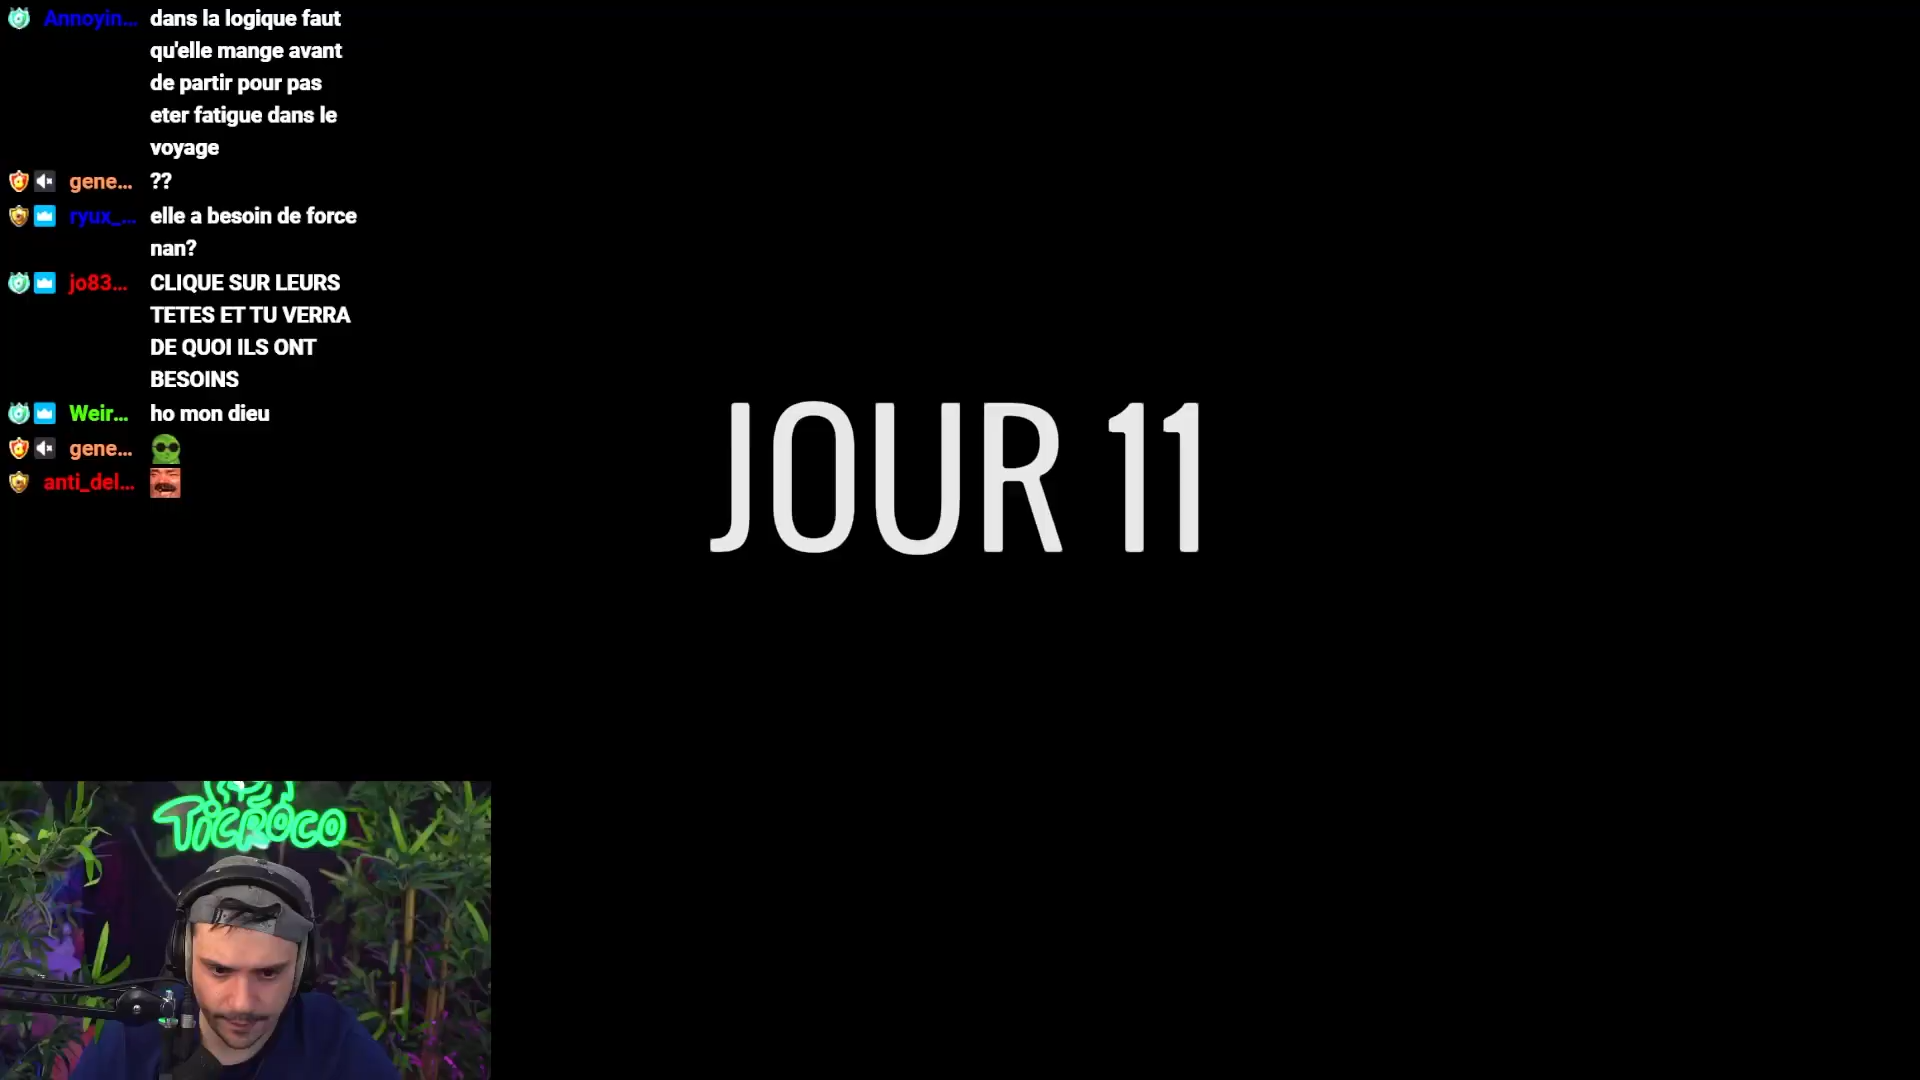 Annoyin... dans la logique faut
qu'elle mange avant
de partir pour pas
eter fatigue dans le
voyage
gene... ??
ryux_... elle a besoin de force
nan?
jo83... CLIQUE SUR LEURS
TETES ET TU VERRA
DE QUOI ILS ONT
BESOINS
Weir... ho mon dieu
gene...
anti_del...
JOUR 11
TICROCO